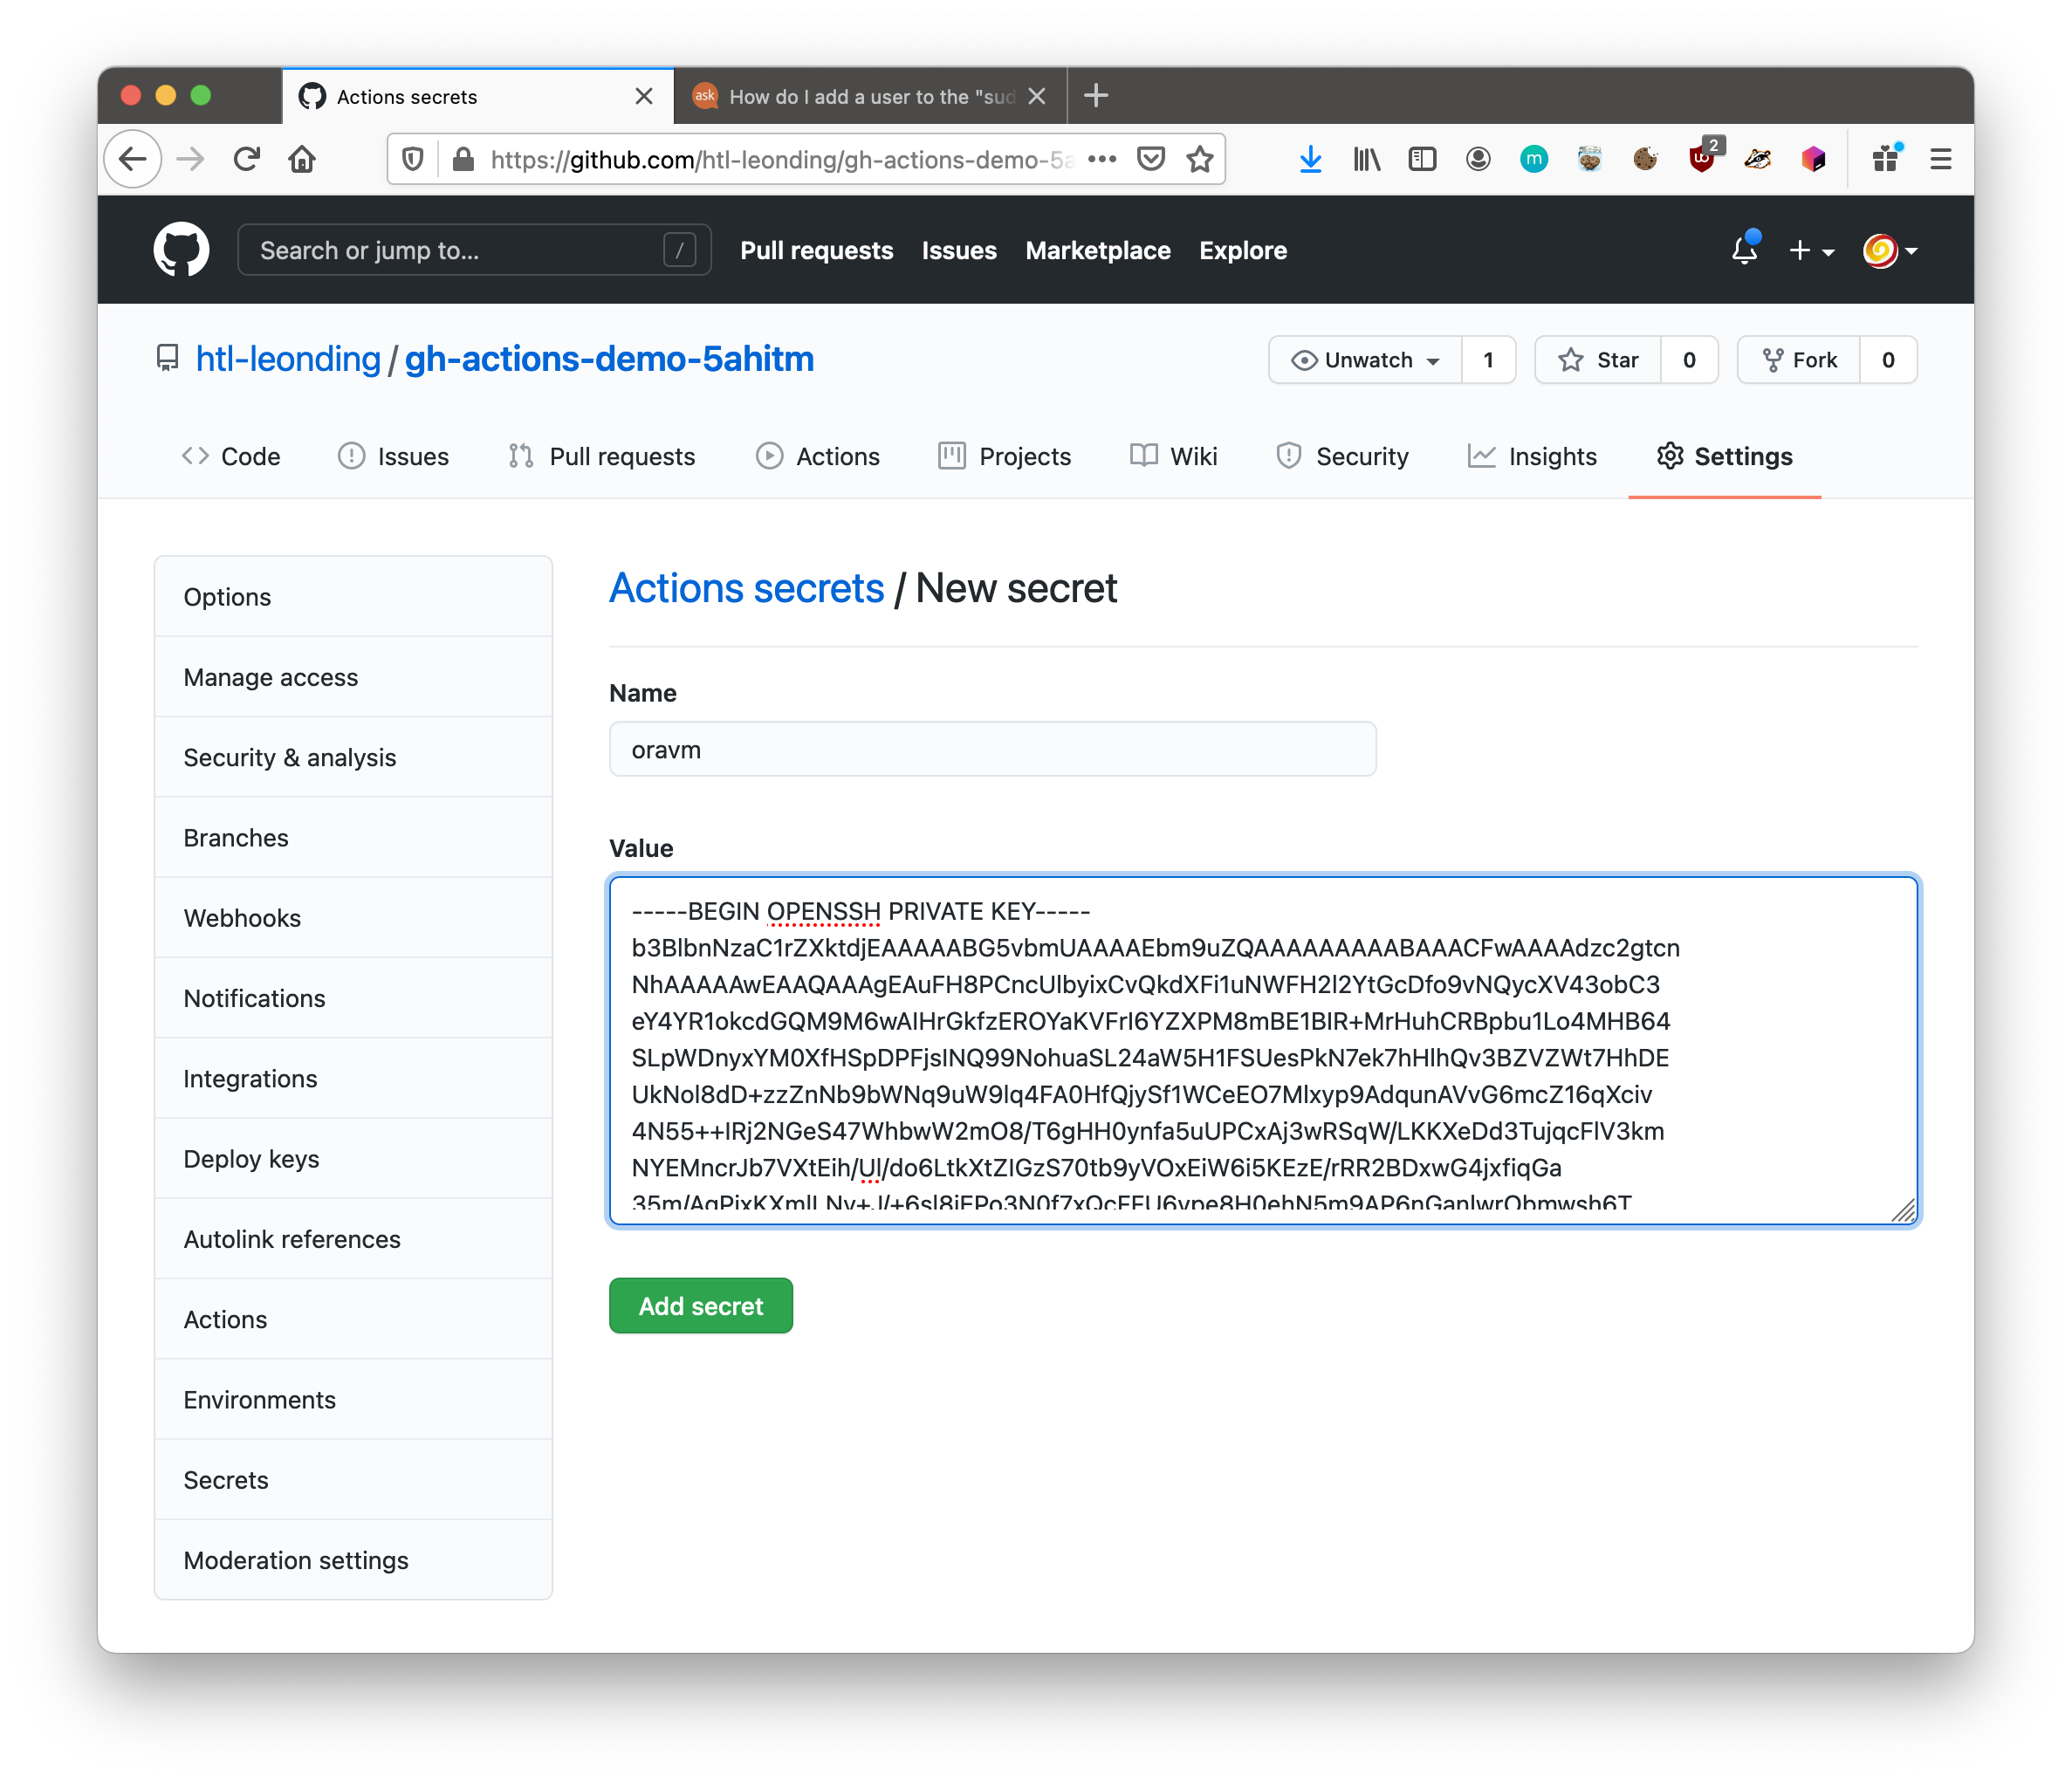 Actions secrets
How do I add a user to the "sud
https://github.com/htl-leonding/gh-actions-demo-5a
m
2
Search or jump to...
/
Pull requests
Issues
Marketplace
Explore
htl-leonding / gh-actions-demo-5ahitm
Unwatch
1
Star
0
Fork
0
Code
Issues
Pull requests
Actions
Projects
Wiki
Security
Insights
Settings
Options
Manage access
Security & analysis
Branches
Webhooks
Notifications
Integrations
Deploy keys
Autolink references
Actions
Environments
Secrets
Moderation settings
Actions secrets / New secret
Name
oravm
Value
-----BEGIN OPENSSH PRIVATE KEY-----
b3BlbnNzaC1rZXktdjEAAAAABG5vbmUAAAAEbm9uZQAAAAAAAAABAAACFwAAAAdzc2gtcn
NhAAAAAwEAAQAAAgEAuFH8PCncUlbyixCvQkdXFi1uNWFH2l2YtGcDfo9vNQycXV43obC3
eY4YR1okcdGQM9M6wAlHrGkfzEROYaKVFrI6YZXPM8mBE1BIR+MrHuhCRBpbu1Lo4MHB64
SLpWDnyxYM0XfHSpDPFjsINQ99NohuaSL24aW5H1FSUesPkN7ek7hHlhQv3BZVZWt7HhDE
UkNol8dD+zzZnNb9bWNq9uW9lq4FA0HfQjySf1WCeEO7Mlxyp9AdqunAVvG6mcZ16qXciv
4N55++IRj2NGeS47WhbwW2mO8/T6gHH0ynfa5uUPCxAj3wRSqW/LKKXeDd3TujqcFlV3km
NYEMncrJb7VXtEih/Ul/do6LtkXtZIGzS70tb9yVOxEiW6i5KEzE/rRR2BDxwG4jxfiqGa
Add secret